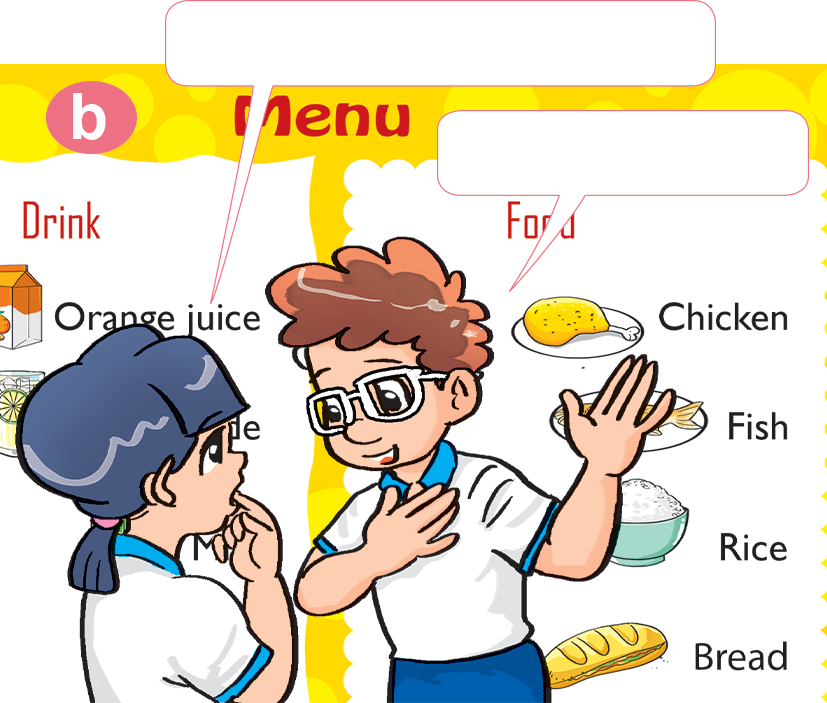 b
Menu
Drink
Food
Orange juice
Chicken
Fish
Rice
Bread